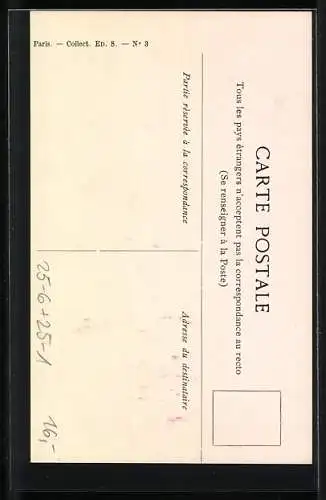 Paris. — Collect. ED. S. — N° 3
CARTE POSTALE
Tous les pays étrangers n'acceptent pas la correspondance au recto
(Se renseigner à la Poste)
Partie réservée à la correspondance
Adresse du destinataire
25-6+25-1
16,-